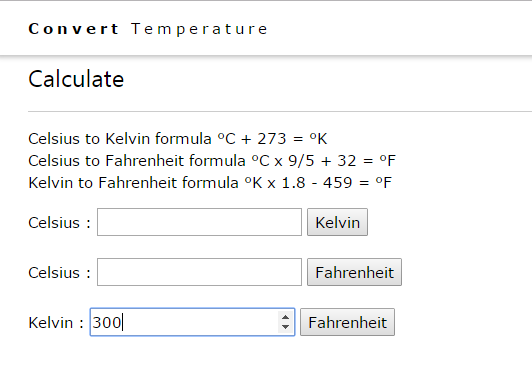 Convert Temperature
Calculate
Celsius to Kelvin formula ºC + 273 = ºK
Celsius to Fahrenheit formula ºC x 9/5 + 32 = ºF
Kelvin to Fahrenheit formula ºK x 1.8 - 459 = ºF
Celsius : Kelvin
Celsius : Fahrenheit
Kelvin : 300 Fahrenheit